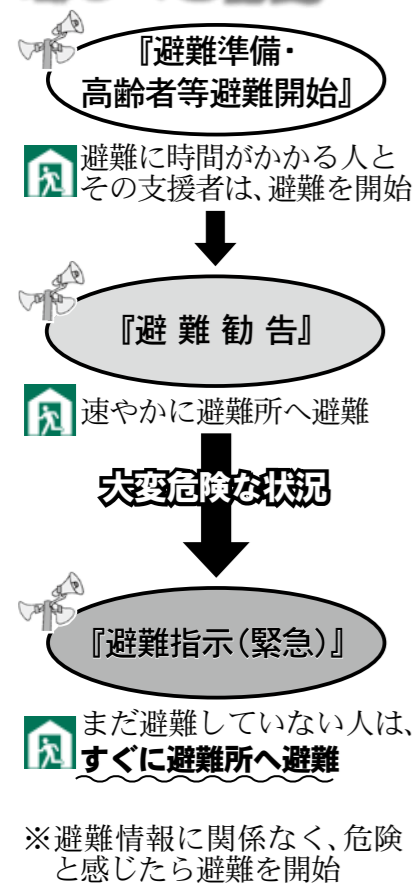 『避難準備・
高齢者等避難開始』
避難に時間がかかる人と
その支援者は、避難を開始
『避難勧告』
速やかに避難所へ避難
大変危険な状況
『避難指示(緊急)』
まだ避難していない人は、
すぐに避難所へ避難
※避難情報に関係なく、危険
と感じたら避難を開始